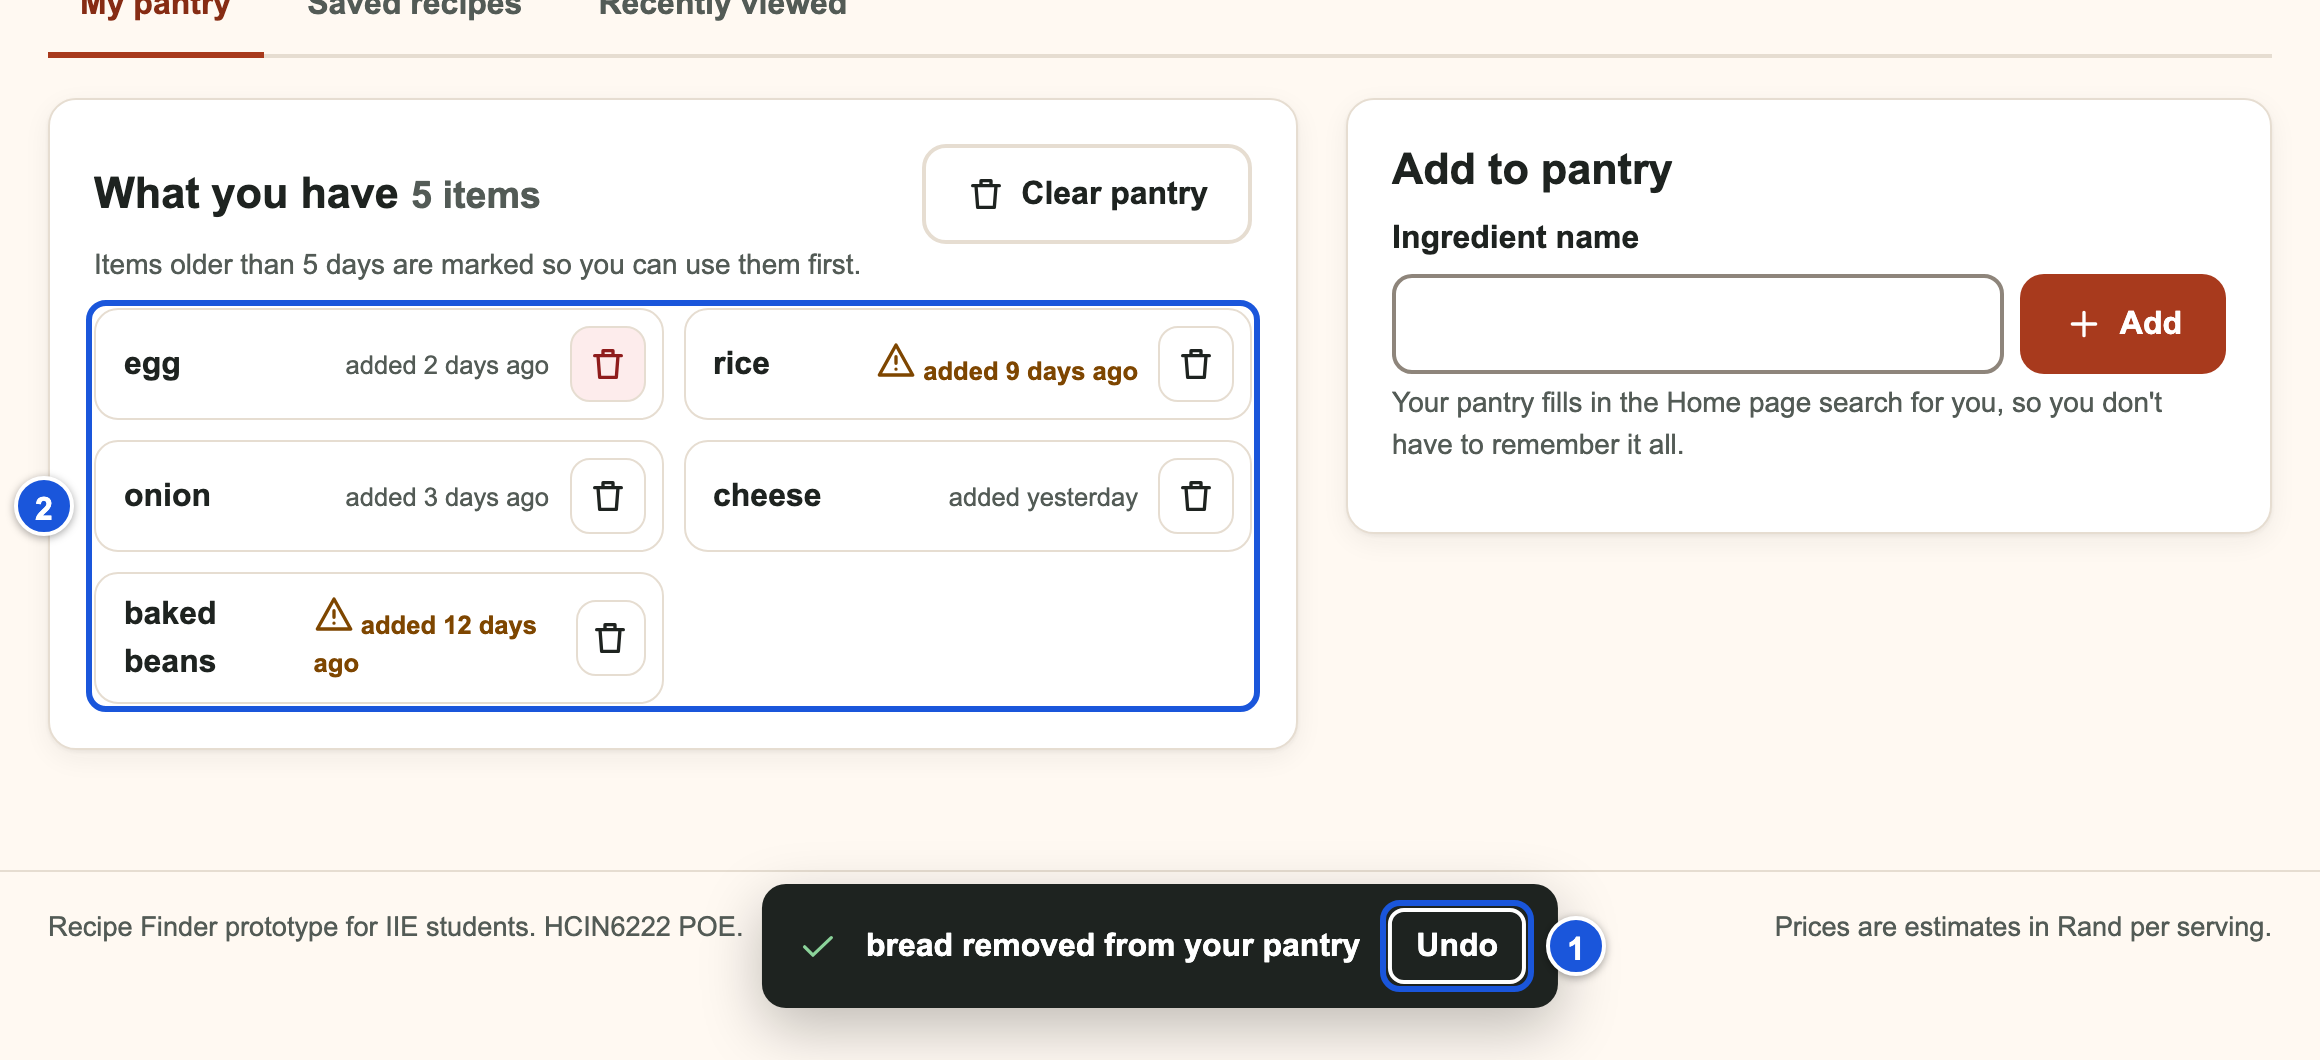 My pantry Saved recipes Recently viewed
What you have 5 items
Clear pantry
Items older than 5 days are marked so you can use them first.
egg added 2 days ago
rice added 9 days ago
onion added 3 days ago
cheese added yesterday
baked
beans
added 12 days
ago
2
Add to pantry
Ingredient name
+ Add
Your pantry fills in the Home page search for you, so you don't
have to remember it all.
Recipe Finder prototype for IIE students. HCIN6222 POE.
bread removed from your pantry Undo
1
Prices are estimates in Rand per serving.